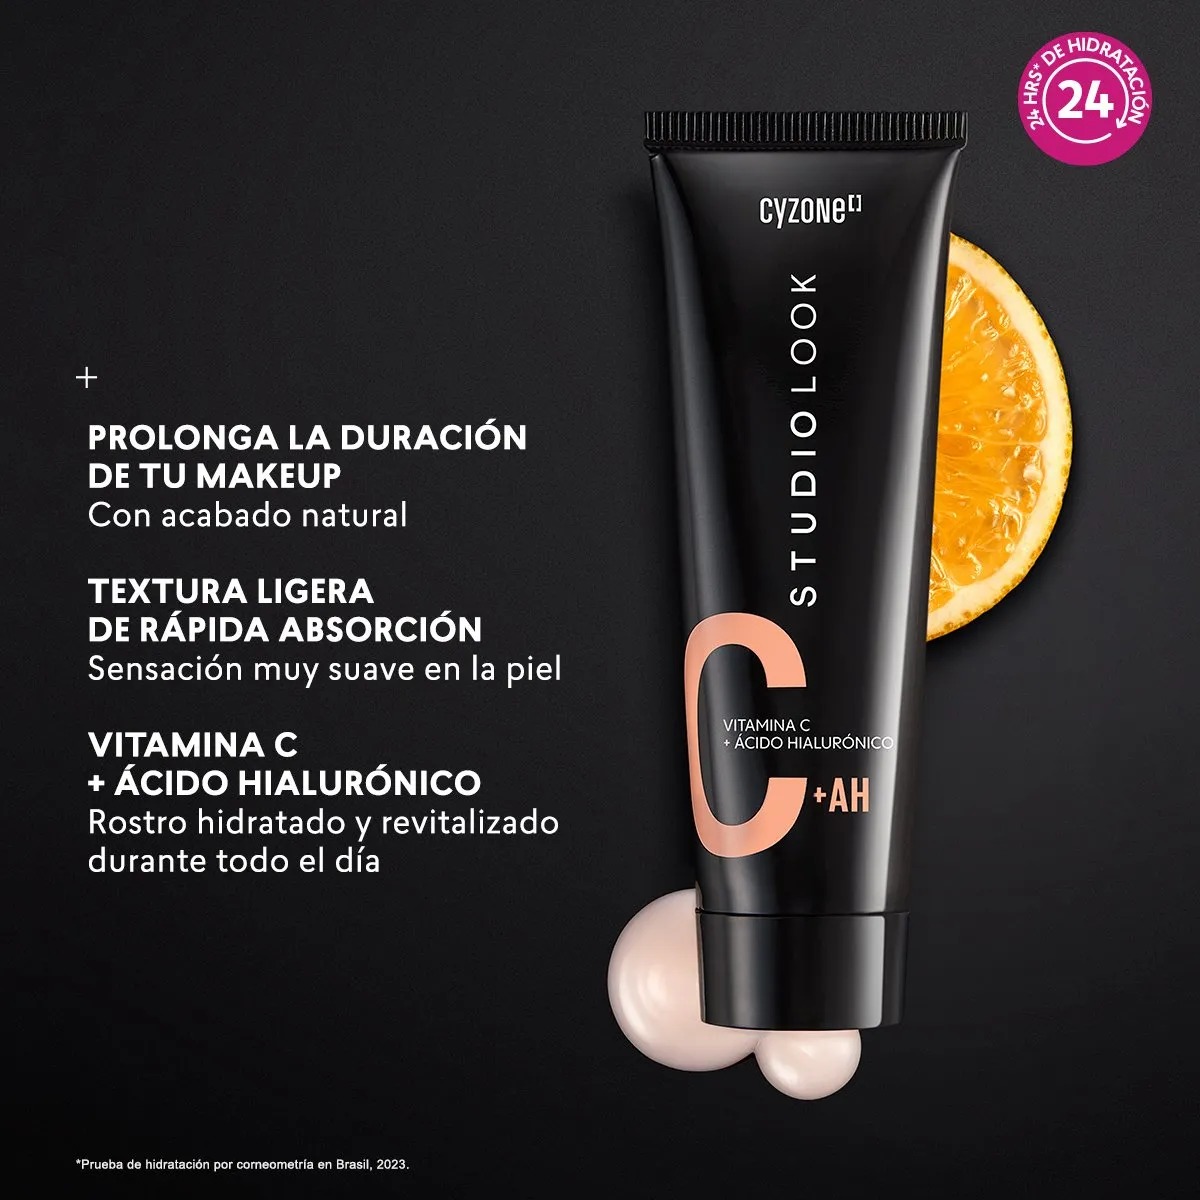 24 HRS* DE HIDRATACIÓN
24
cyzone[]
STUDIOLOOK
+
PROLONGA LA DURACIÓN
DE TU MAKEUP
Con acabado natural
TEXTURA LIGERA
DE RÁPIDA ABSORCIÓN
Sensación muy suave en la piel
VITAMINA C
+ ÁCIDO HIALURÓNICO
Rostro hidratado y revitalizado
durante todo el día
C
VITAMINA C
+ ÁCIDO HIALURÓNICO
+AH
*Prueba de hidratación por corneometría en Brasil, 2023.